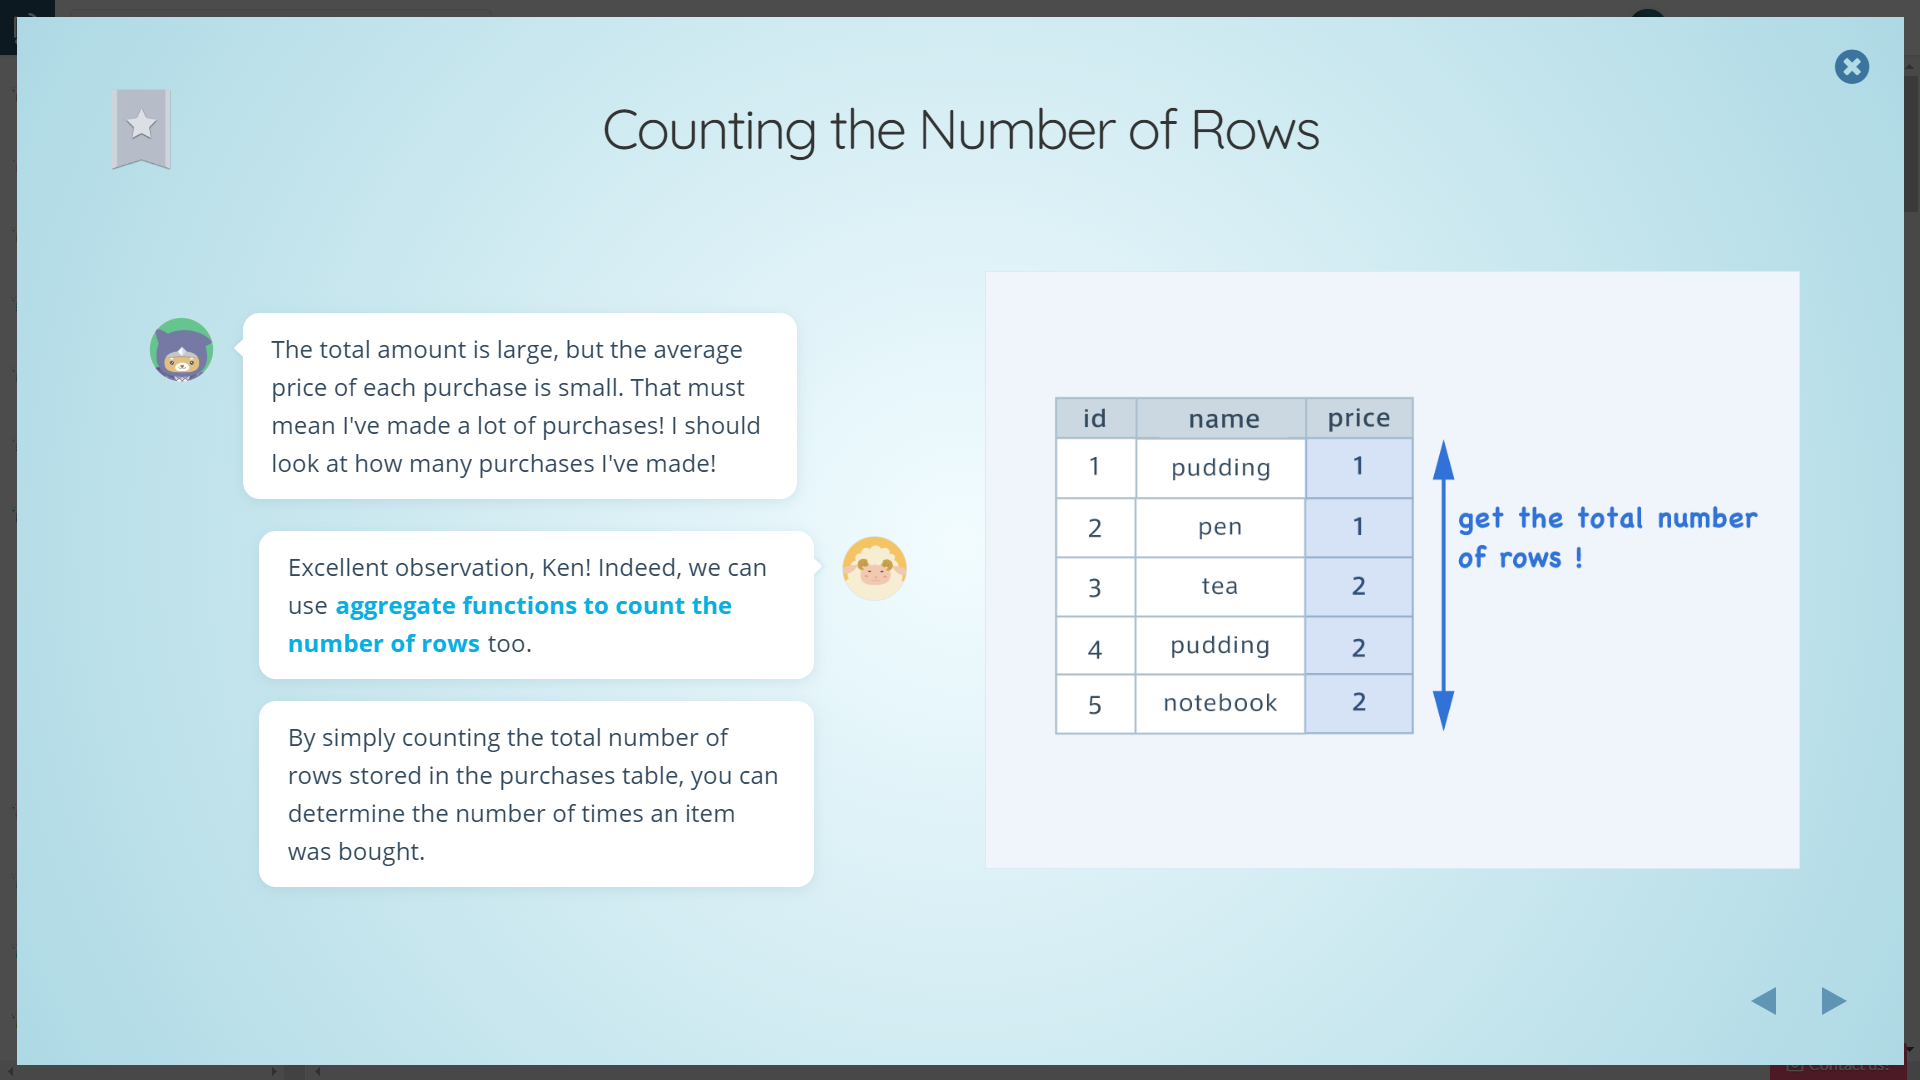 Counting the Number of Rows
The total amount is large, but the average
price of each purchase is small. That must
mean I've made a lot of purchases! I should
look at how many purchases I've made!
Excellent observation, Ken! Indeed, we can
use aggregate functions to count the
number of rows too.
By simply counting the total number of
rows stored in the purchases table, you can
determine the number of times an item
was bought.
id name price
1 pudding 1
2 pen 1
3 tea 2
4 pudding 2
5 notebook 2
get the total number
of rows !
Contact us!